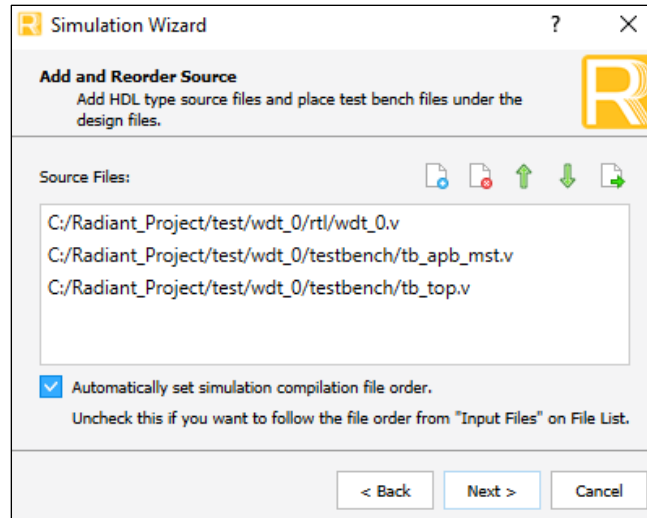 Simulation Wizard ? X
Add and Reorder Source
Add HDL type source files and place test bench files under the
design files.
Source Files:
C:/Radiant_Project/test/wdt_0/rtl/wdt_0.v
C:/Radiant_Project/test/wdt_0/testbench/tb_apb_mst.v
C:/Radiant_Project/test/wdt_0/testbench/tb_top.v
Automatically set simulation compilation file order.
Uncheck this if you want to follow the file order from "Input Files" on File List.
< Back Next > Cancel